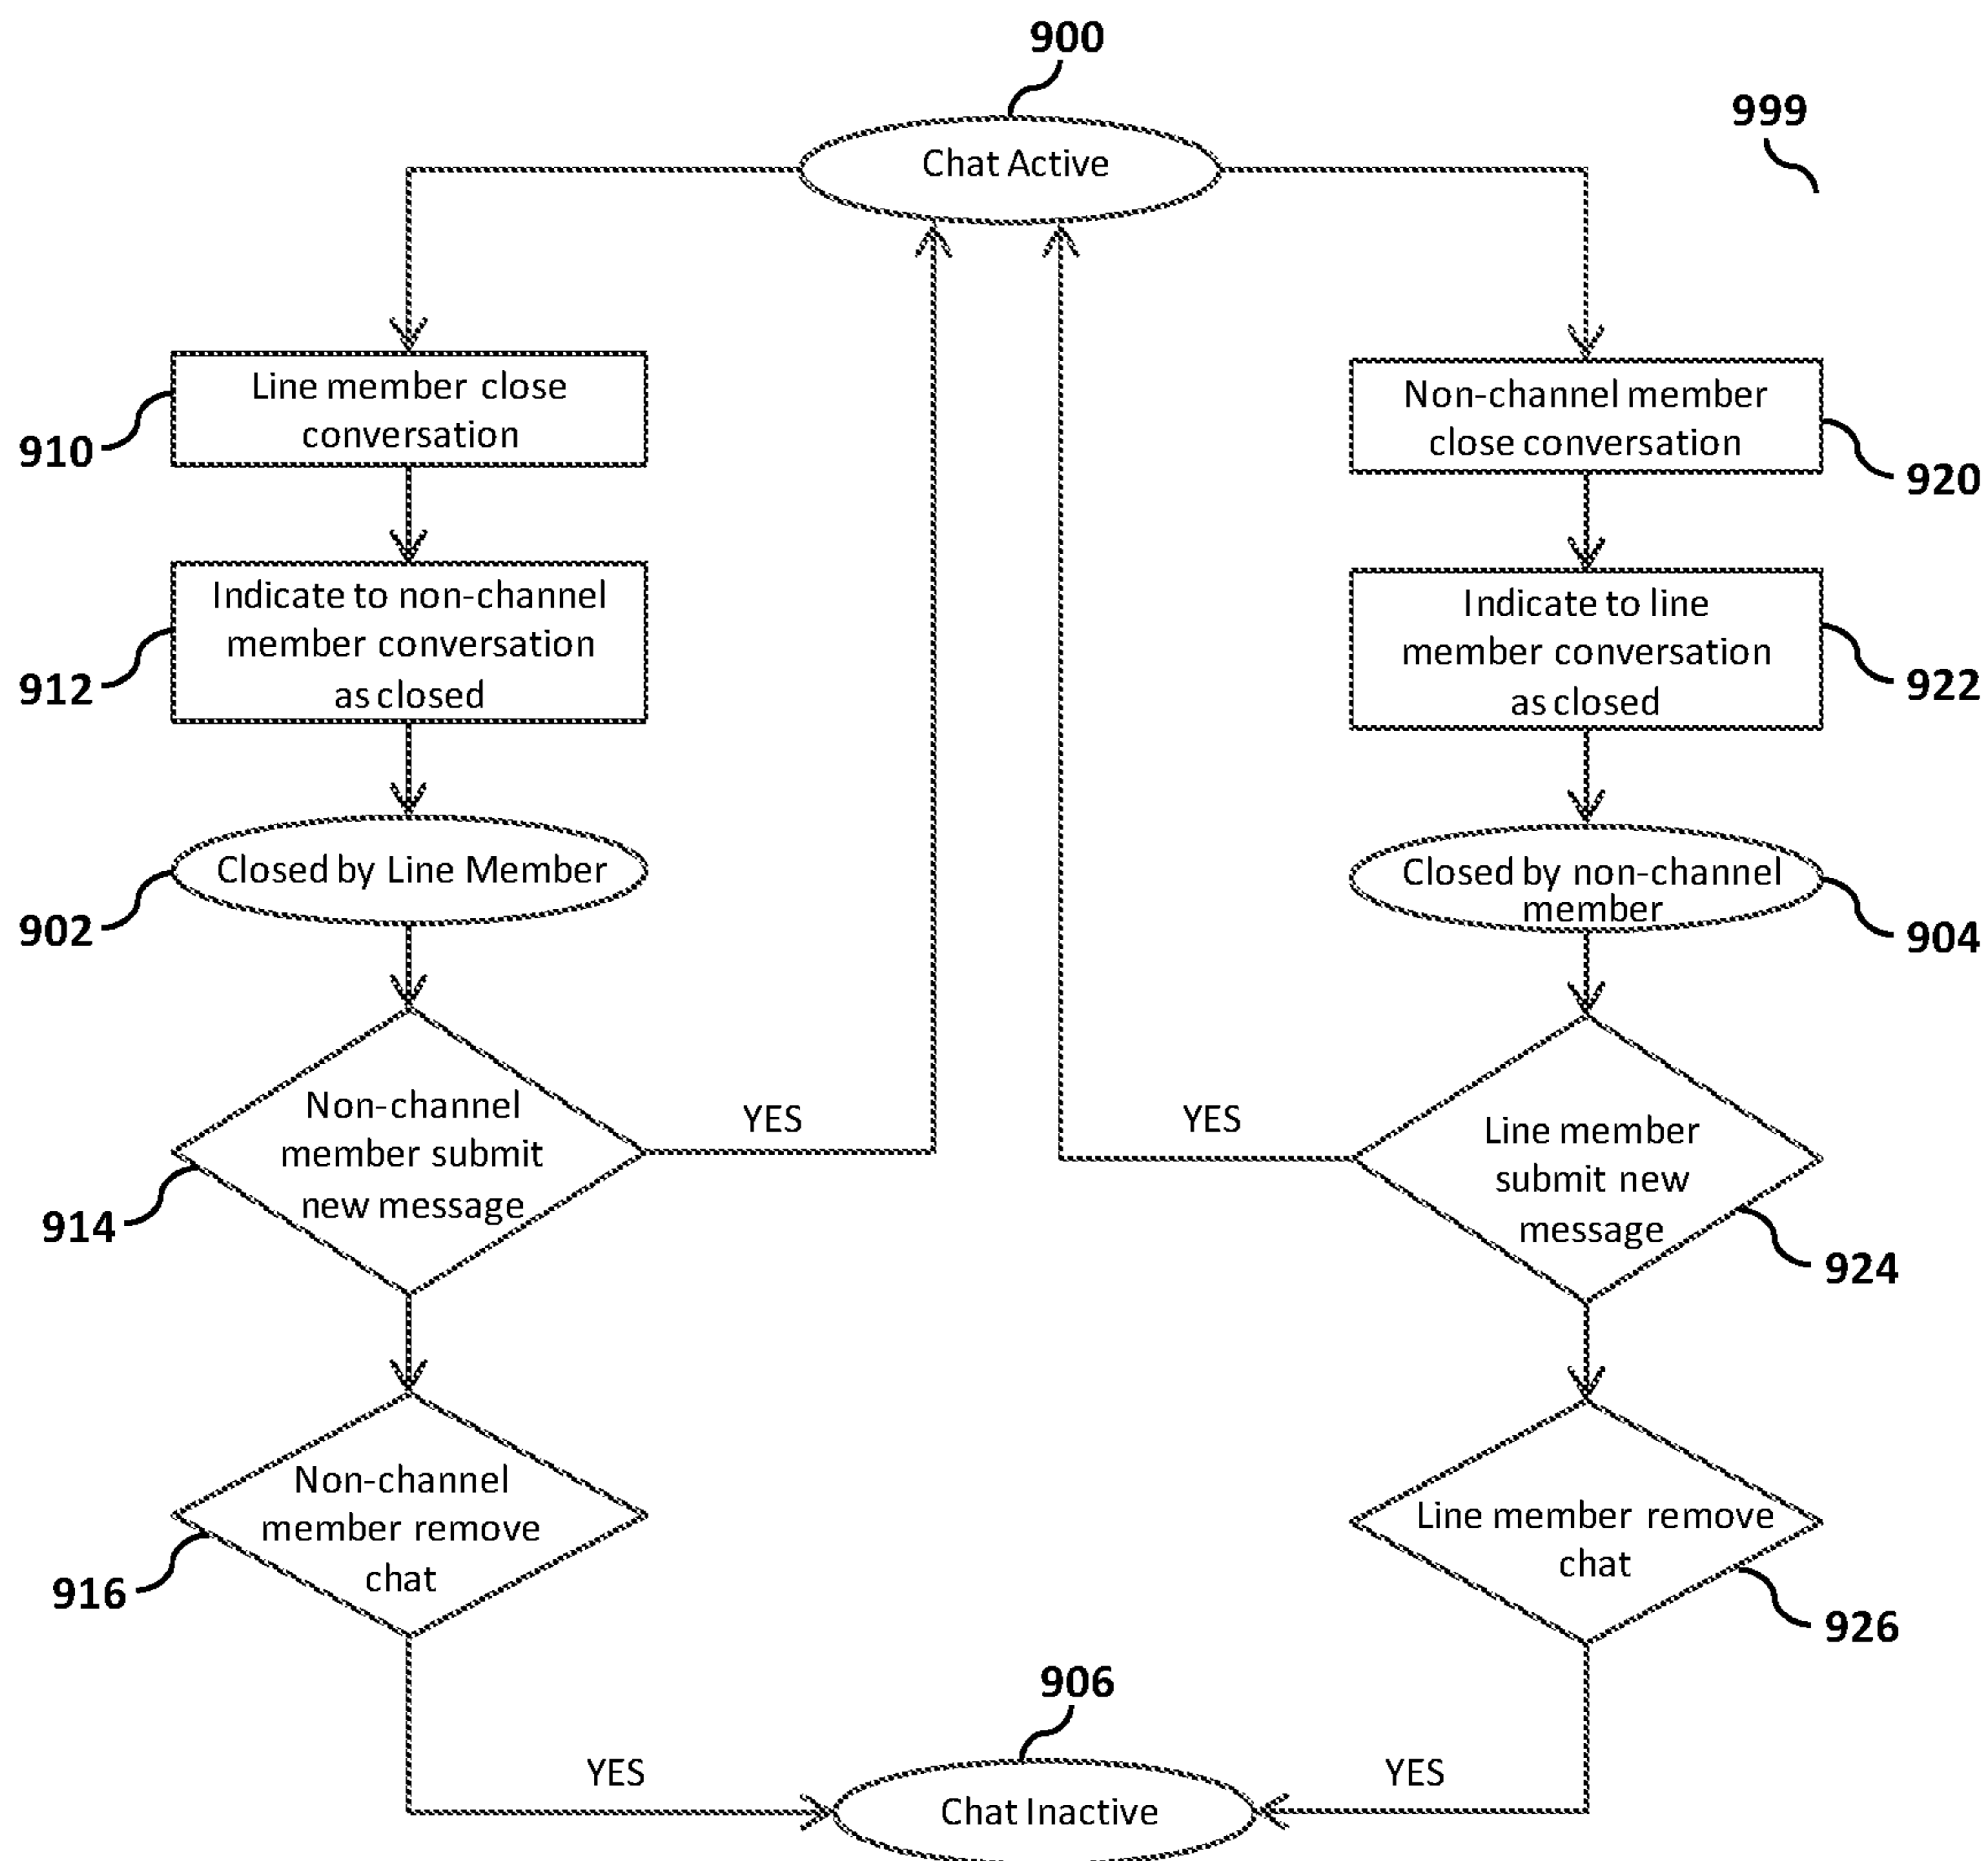 900
999
Chat Active
Line member close
conversation
910
Non-channel member
close conversation
920
Indicate to non-channel
member conversation
as closed
912
Indicate to line
member conversation
as closed
922
Closed by Line Member
902
Closed by non-channel
member
904
Non-channel
member submit
new message
YES
914
YES
Line member
submit new
message
924
Non-channel
member remove
chat
916
Line member remove
chat
926
906
YES
Chat Inactive
YES